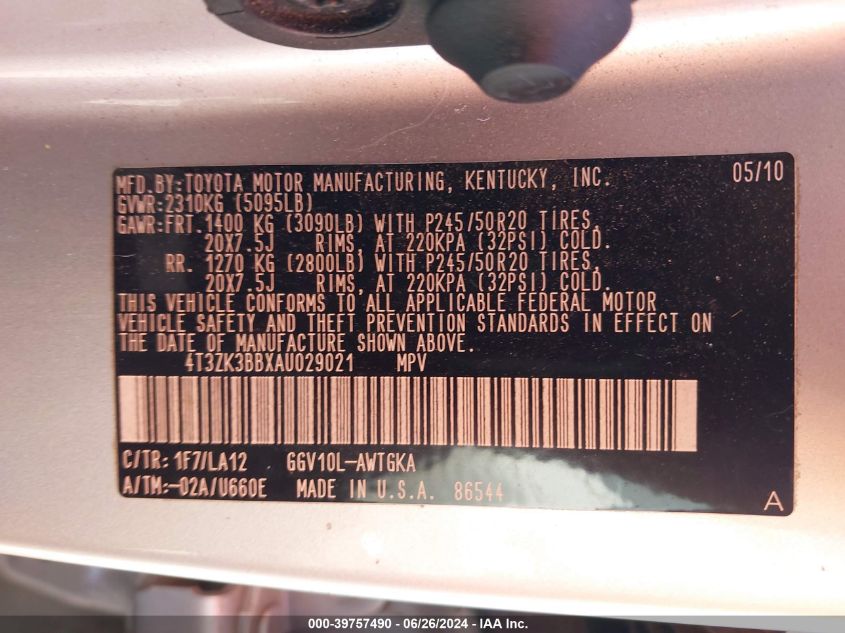 MFD.BY:TOYOTA MOTOR MANUFACTURING, KENTUCKY, INC. 05/10
GVWR:2310KG (5095LB)
GAWR:FRT.1400 KG (3090LB) WITH P245/50R20 TIRES,
20X7.5J RIMS, AT 220KPA (32PSI) COLD.
RR. 1270 KG (2800LB) WITH P245/50R20 TIRES,
20X7.5J RIMS, AT 220KPA (32PSI) COLD.
THIS VEHICLE CONFORMS TO ALL APPLICABLE FEDERAL MOTOR
VEHICLE SAFETY AND THEFT PREVENTION STANDARDS IN EFFECT ON
THE DATE OF MANUFACTURE SHOWN ABOVE.
4T3ZK3BBXAU029021 MPV
C/TR: 1F7/LA12 GGV10L-AWTGKA
A/TM:-02A/U660E MADE IN U.S.A. 86544 A
000-39757490 - 06/26/2024 - IAA Inc.